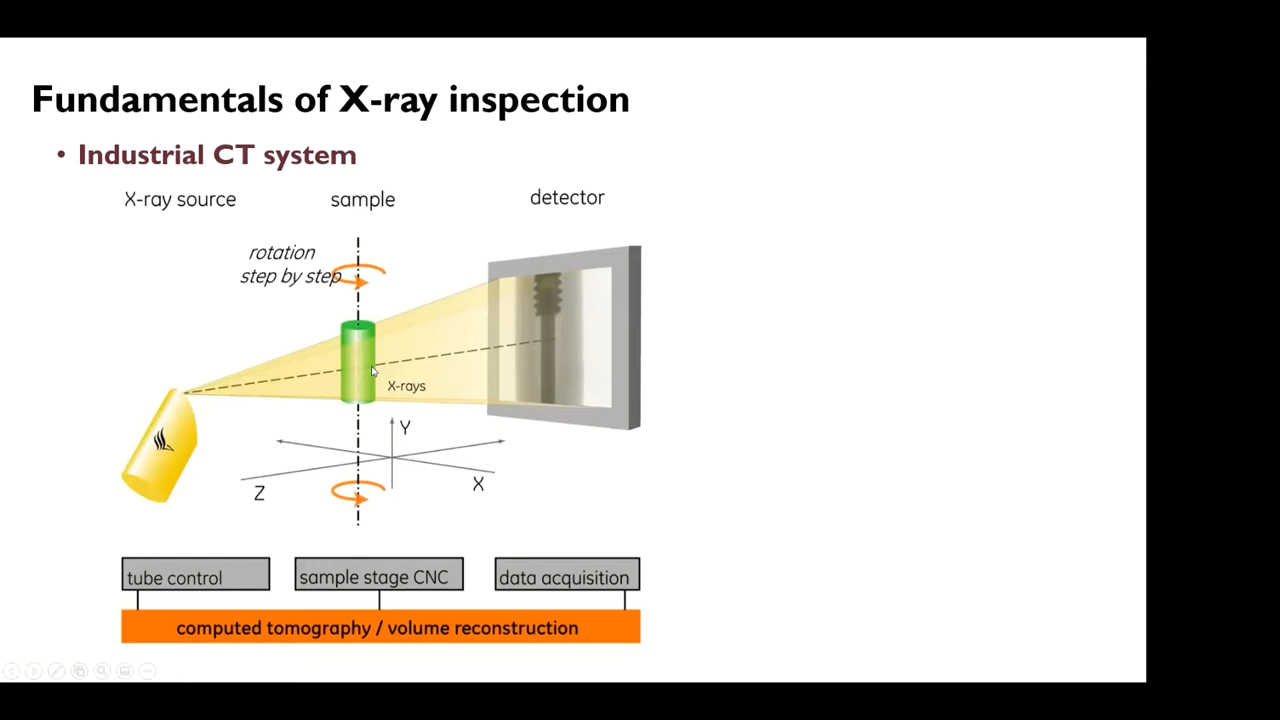 Fundamentals of X-ray inspection
• Industrial CT system
X-ray source
sample
detector
rotation
step by step
X-rays
Y
Z
X
tube control
sample stage CNC
data acquisition
computed tomography / volume reconstruction